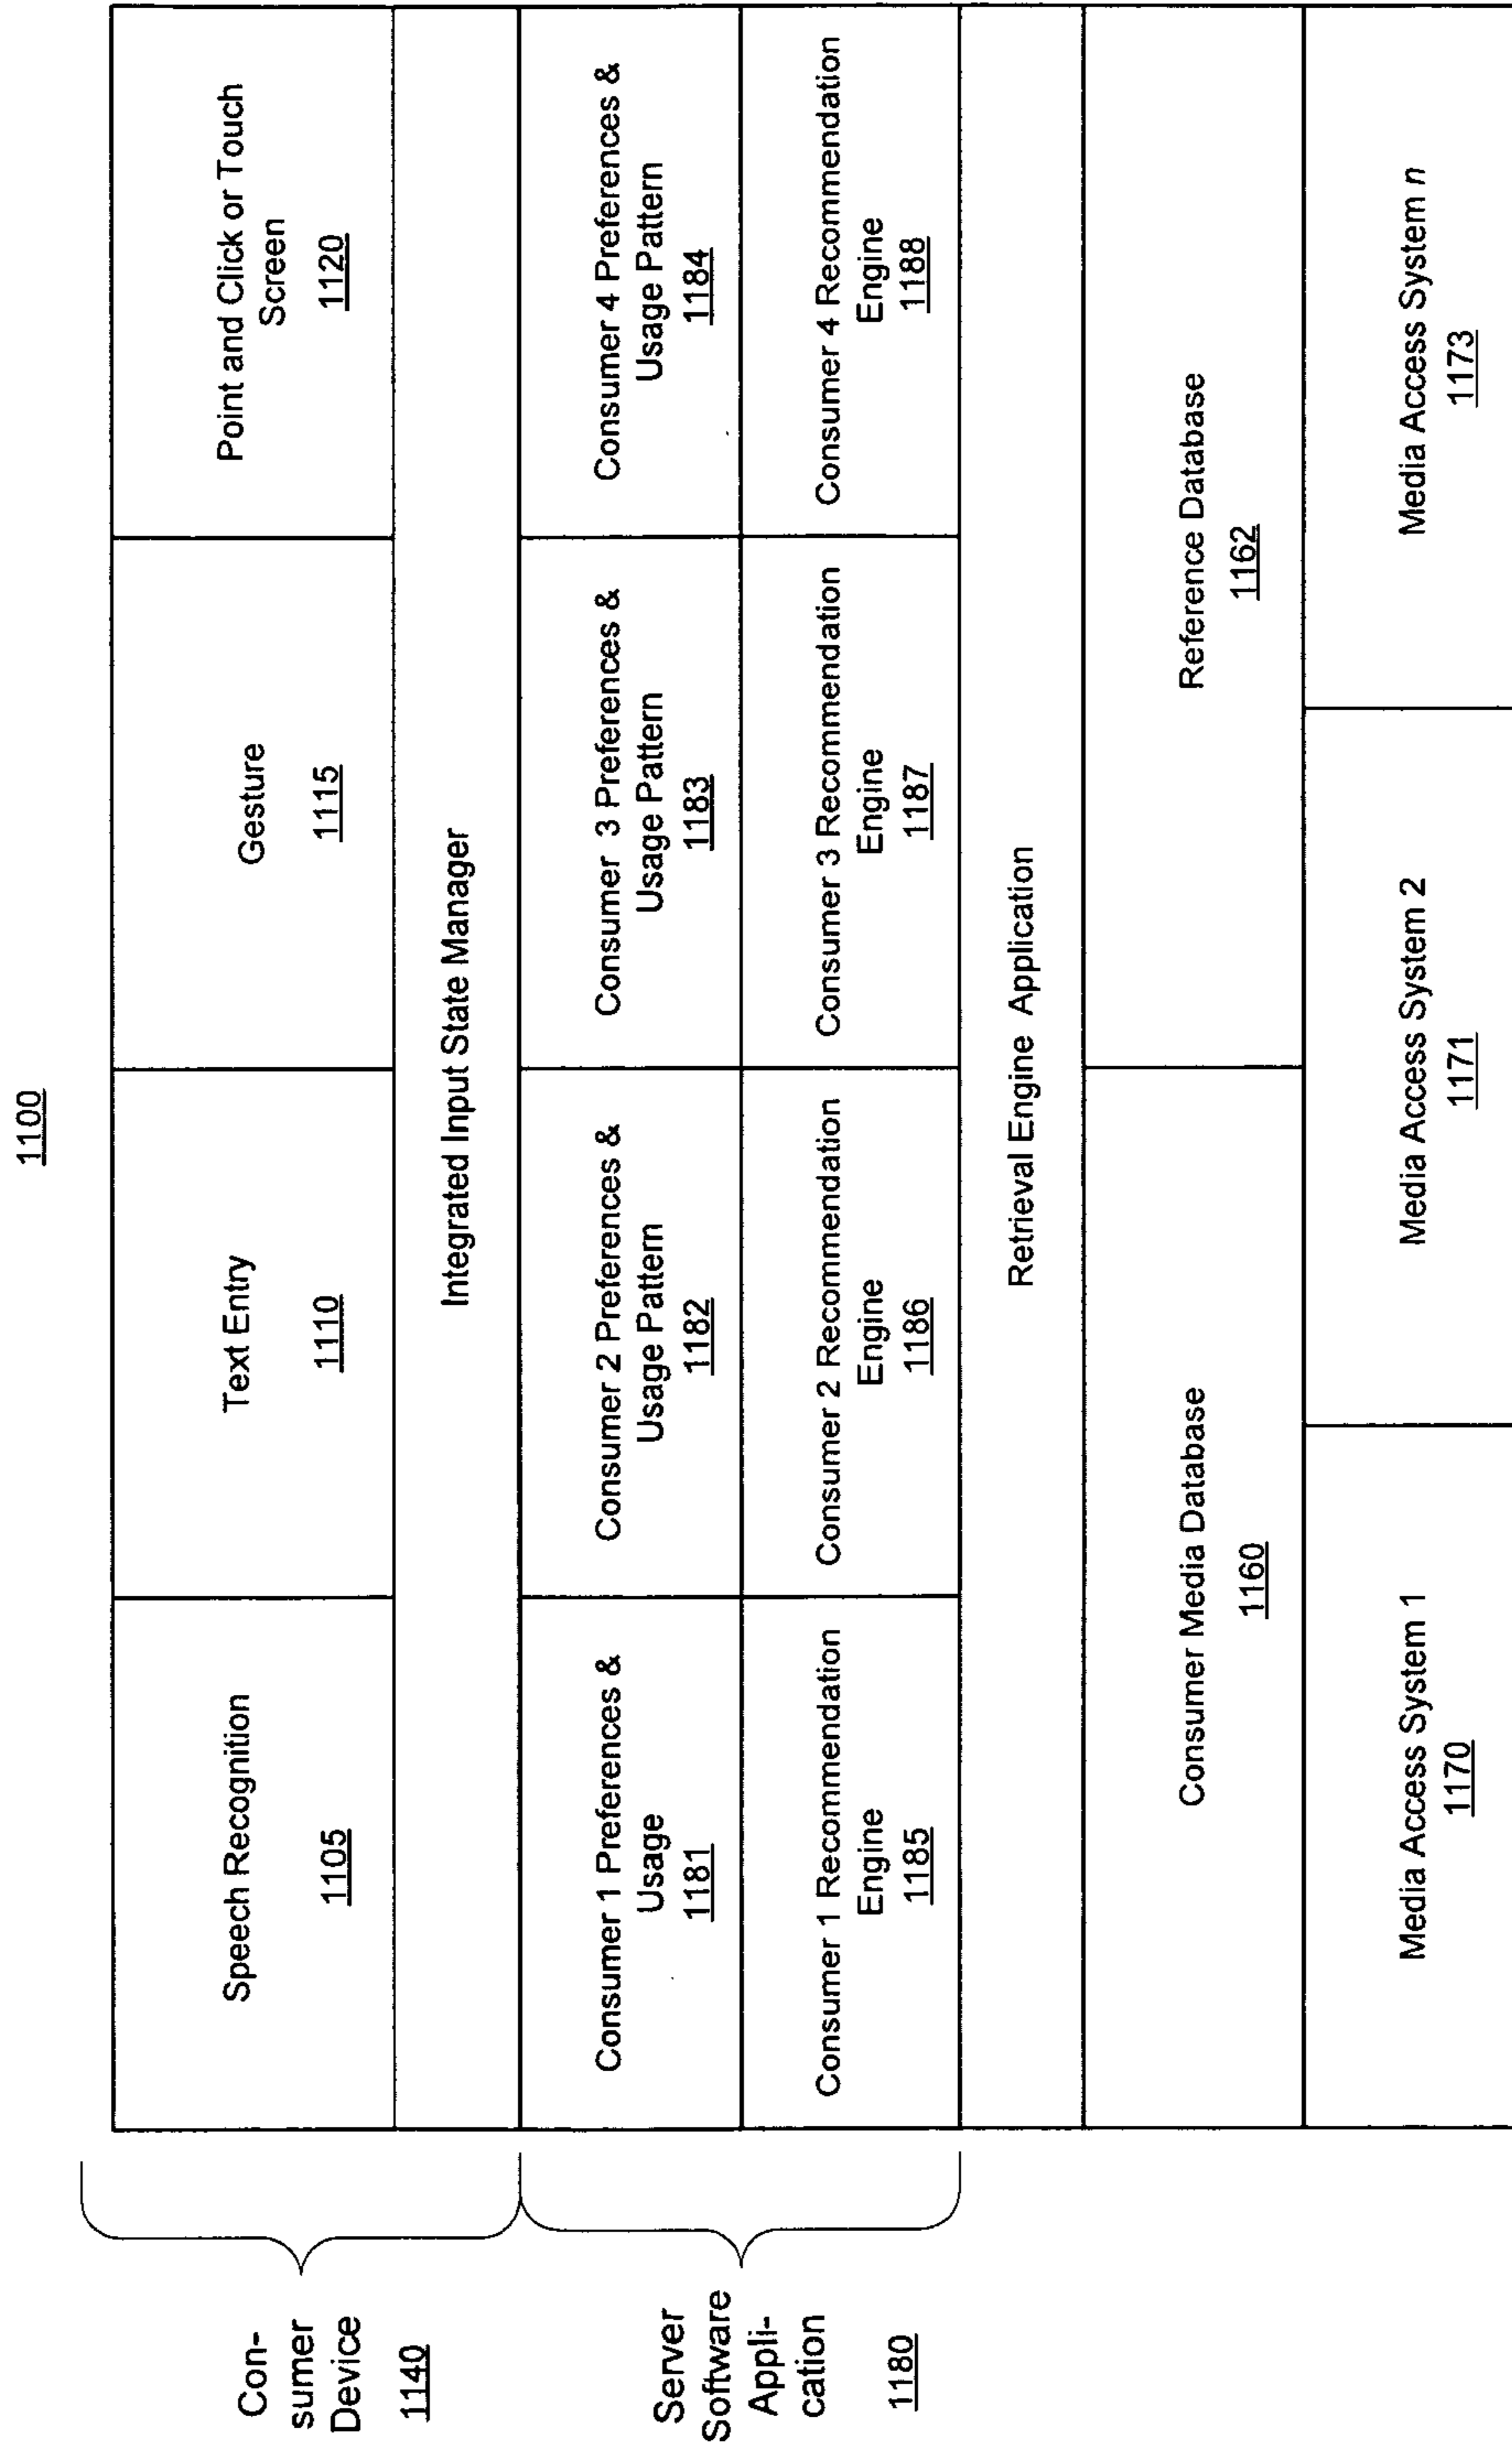 1100
Con-
sumer
Device
1140
Speech Recognition
1105
Text Entry
1110
Gesture
1115
Point and Click or Touch
Screen
1120
Integrated Input State Manager
Server
Software
Appli-
cation
1180
Consumer 1 Preferences &
Usage
1181
Consumer 2 Preferences &
Usage Pattern
1182
Consumer 3 Preferences &
Usage Pattern
1183
Consumer 4 Preferences &
Usage Pattern
1184
Consumer 1 Recommendation
Engine
1185
Consumer 2 Recommendation
Engine
1186
Consumer 3 Recommendation
Engine
1187
Consumer 4 Recommendation
Engine
1188
Retrieval Engine Application
Consumer Media Database
1160
Reference Database
1162
Media Access System 1
1170
Media Access System 2
1171
Media Access System n
1173